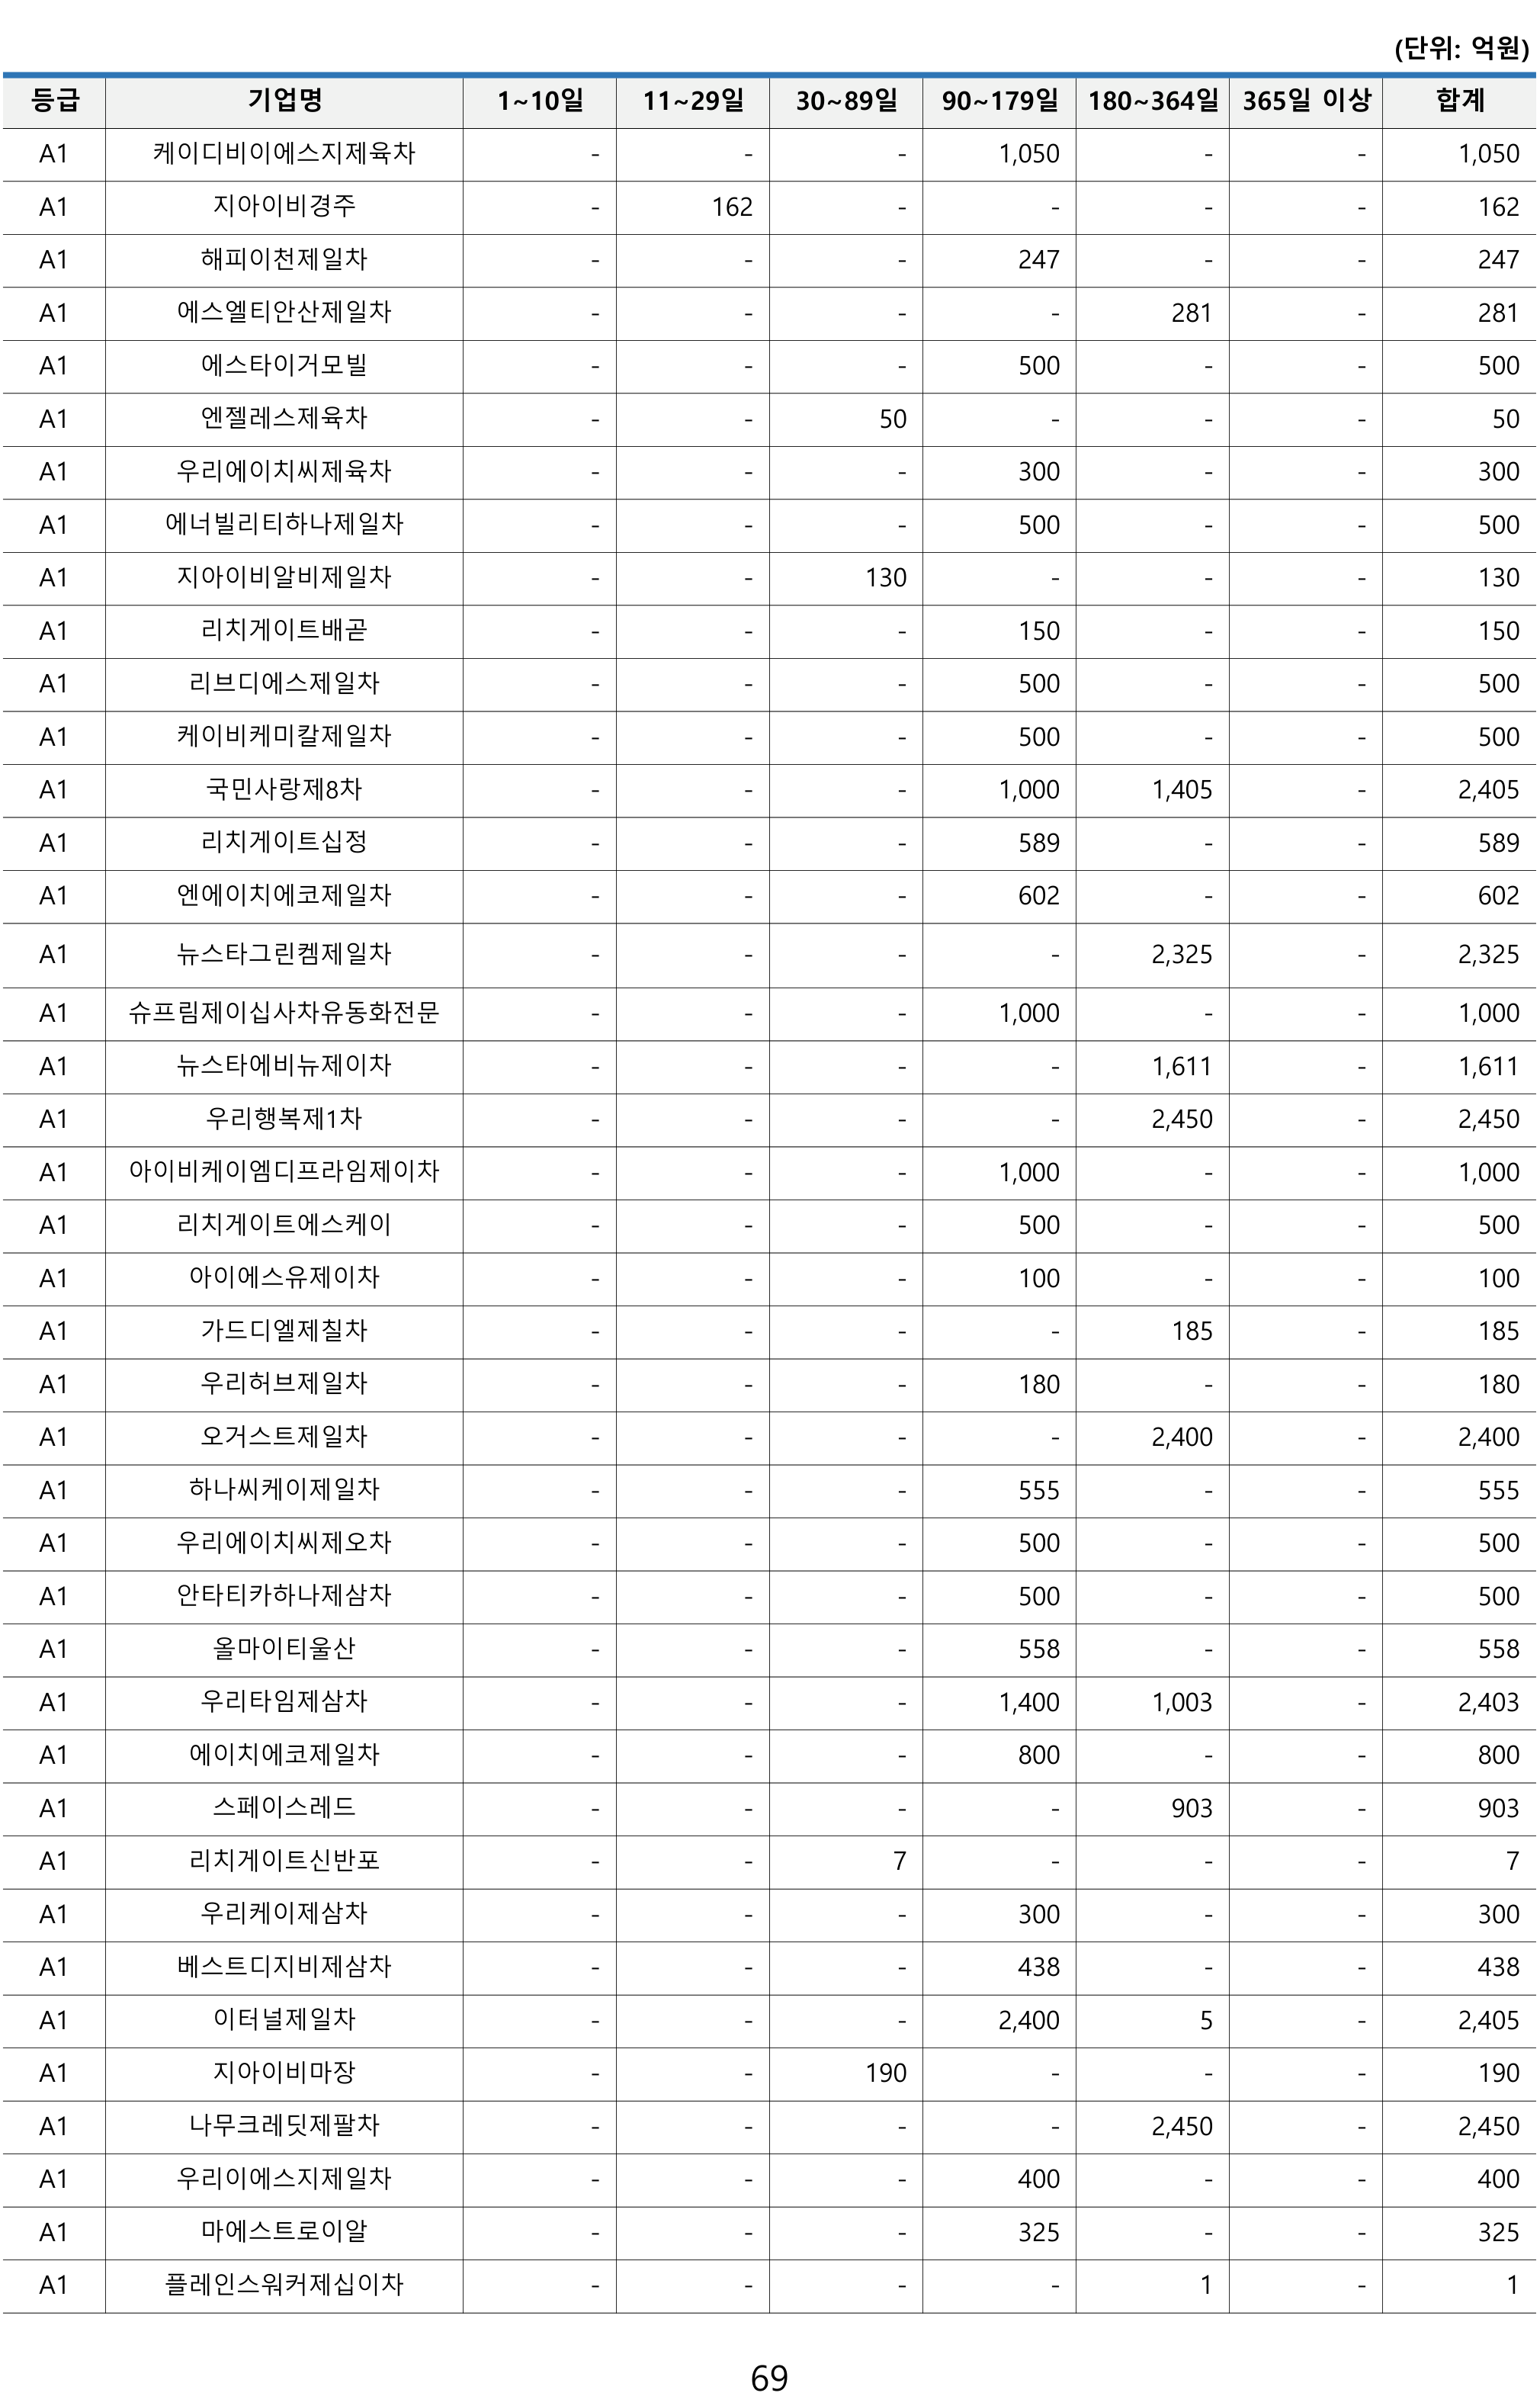 (단위: 억원)
등급 기업명 1~10일 11~29일 30~89일 90~179일 180~364일 365일 이상 합계
A1 케이디비이에스지제육차 - - - 1,050 - - 1,050
A1 지아이비경주 - 162 - - - - 162
A1 해피이천제일차 - - - 247 - - 247
A1 에스엘티안산제일차 - - - - 281 - 281
A1 에스타이거모빌 - - - 500 - - 500
A1 엔젤레스제육차 - - 50 - - - 50
A1 우리에이치씨제육차 - - - 300 - - 300
A1 에너빌리티하나제일차 - - - 500 - - 500
A1 지아이비알비제일차 - - 130 - - - 130
A1 리치게이트배곧 - - - 150 - - 150
A1 리브디에스제일차 - - - 500 - - 500
A1 케이비케미칼제일차 - - - 500 - - 500
A1 국민사랑제8차 - - - 1,000 1,405 - 2,405
A1 리치게이트십정 - - - 589 - - 589
A1 엔에이치에코제일차 - - - 602 - - 602
A1 뉴스타그린켐제일차 - - - - 2,325 - 2,325
A1 슈프림제이십사차유동화전문 - - - 1,000 - - 1,000
A1 뉴스타에비뉴제이차 - - - - 1,611 - 1,611
A1 우리행복제1차 - - - - 2,450 - 2,450
A1 아이비케이엠디프라임제이차 - - - 1,000 - - 1,000
A1 리치게이트에스케이 - - - 500 - - 500
A1 아이에스유제이차 - - - 100 - - 100
A1 가드디엘제칠차 - - - - 185 - 185
A1 우리허브제일차 - - - 180 - - 180
A1 오거스트제일차 - - - - 2,400 - 2,400
A1 하나씨케이제일차 - - - 555 - - 555
A1 우리에이치씨제오차 - - - 500 - - 500
A1 안타티카하나제삼차 - - - 500 - - 500
A1 올마이티울산 - - - 558 - - 558
A1 우리타임제삼차 - - - 1,400 1,003 - 2,403
A1 에이치에코제일차 - - - 800 - - 800
A1 스페이스레드 - - - - 903 - 903
A1 리치게이트신반포 - - 7 - - - 7
A1 우리케이제삼차 - - - 300 - - 300
A1 베스트디지비제삼차 - - - 438 - - 438
A1 이터널제일차 - - - 2,400 5 - 2,405
A1 지아이비마장 - - 190 - - - 190
A1 나무크레딧제팔차 - - - - 2,450 - 2,450
A1 우리이에스지제일차 - - - 400 - - 400
A1 마에스트로이알 - - - 325 - - 325
A1 플레인스워커제십이차 - - - - 1 - 1
69